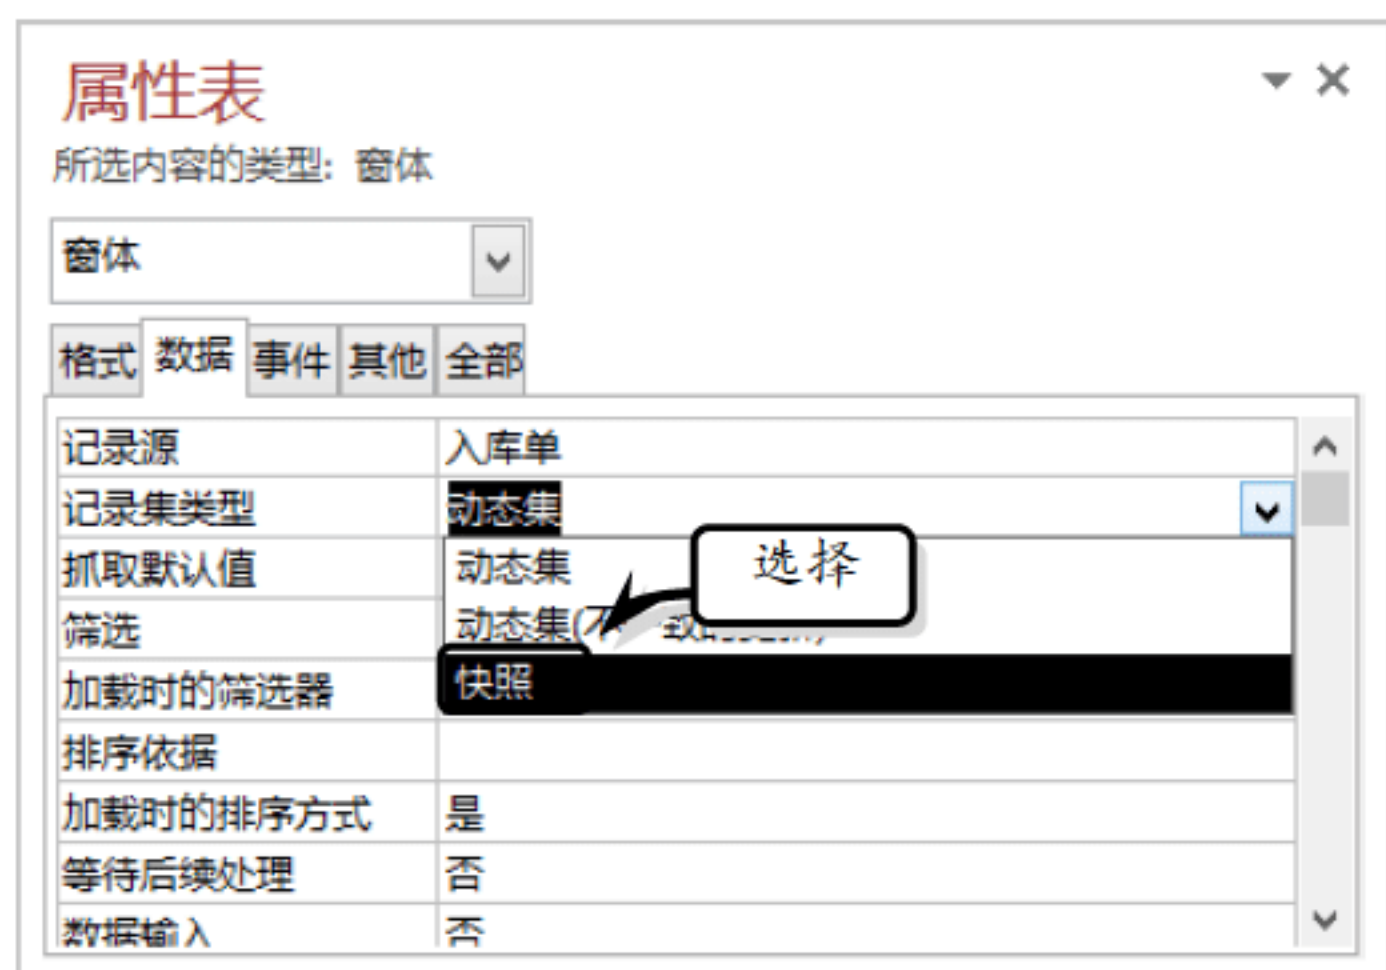 属性表
所选内容的类型: 窗体
窗体
格式 数据 事件 其他 全部
记录源 入库单
记录集类型 动态集
抓取默认值 动态集
选择
筛选 动态集(不
加载时的筛选器 快照
排序依据
加载时的排序方式 是
等待后续处理 否
数据输入 否